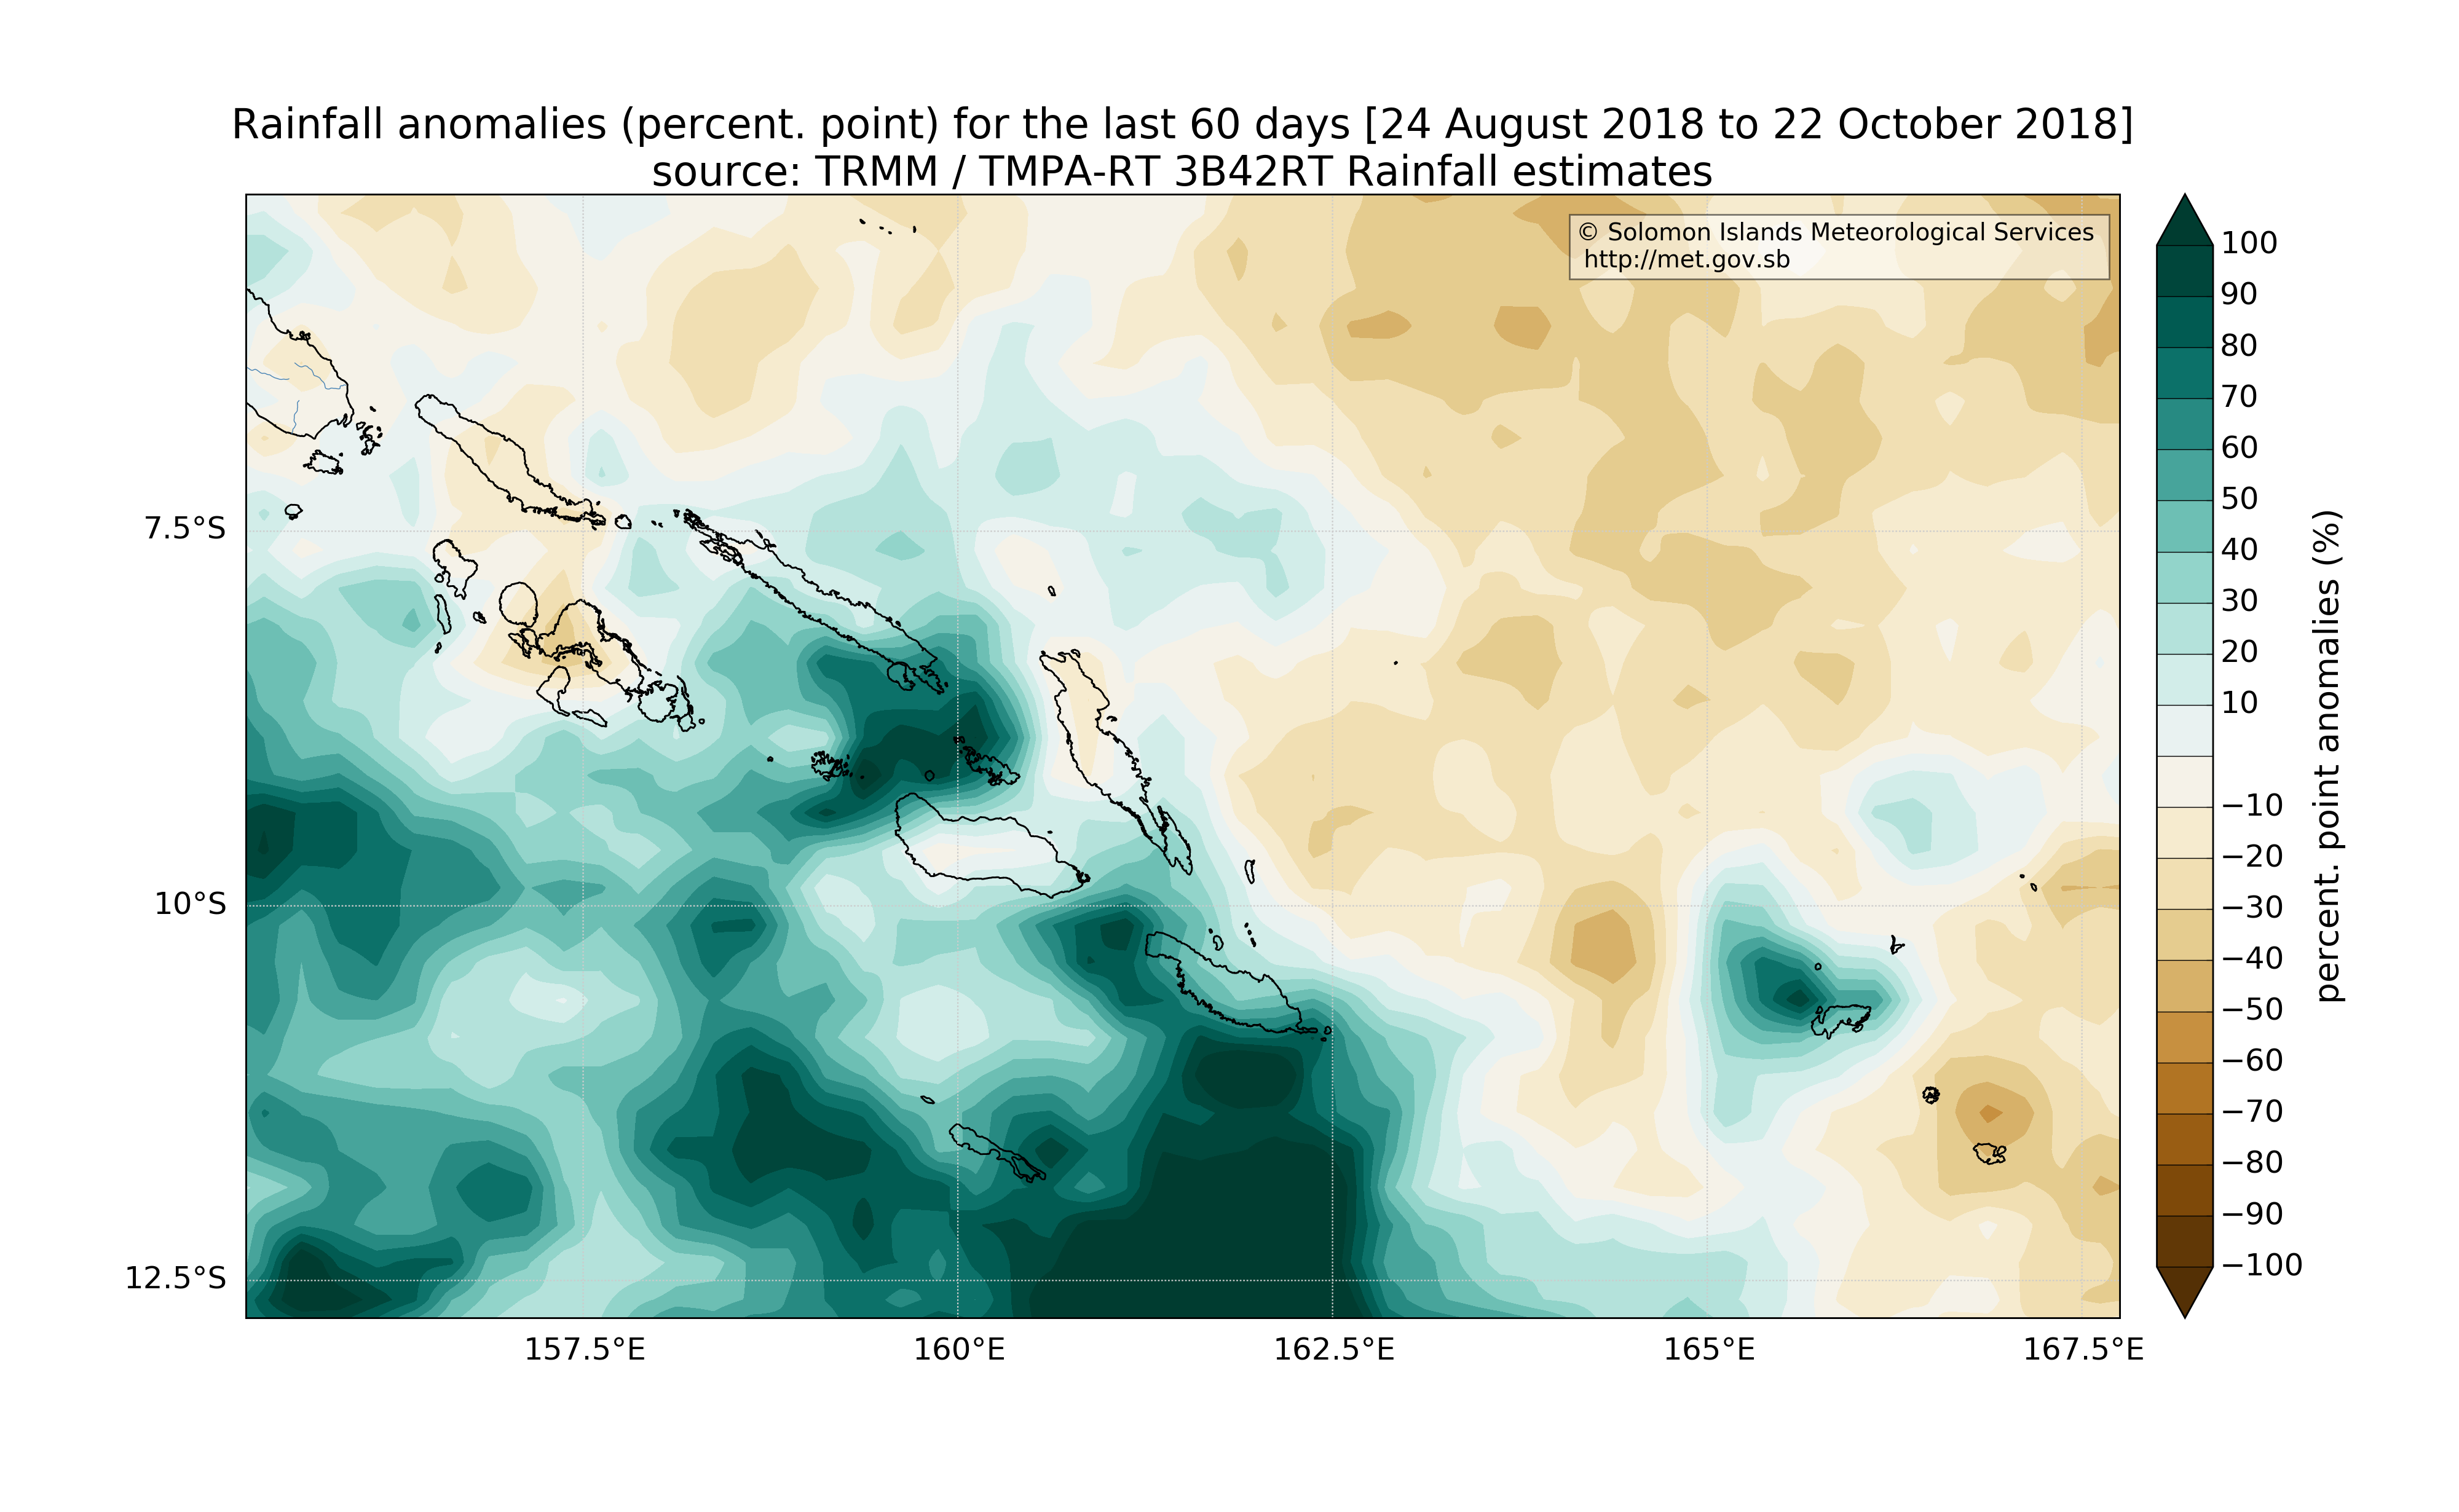 Rainfall anomalies (percent. point) for the last 60 days [24 August 2018 to 22 October 2018]
source: TRMM / TMPA-RT 3B42RT Rainfall estimates
© Solomon Islands Meteorological Services
http://met.gov.sb
7.5°S
10°S
12.5°S
157.5°E
160°E
162.5°E
165°E
167.5°E
100
90
80
70
60
50
40
30
20
10
−10
−20
−30
−40
−50
−60
−70
−80
−90
−100
percent. point anomalies (%)